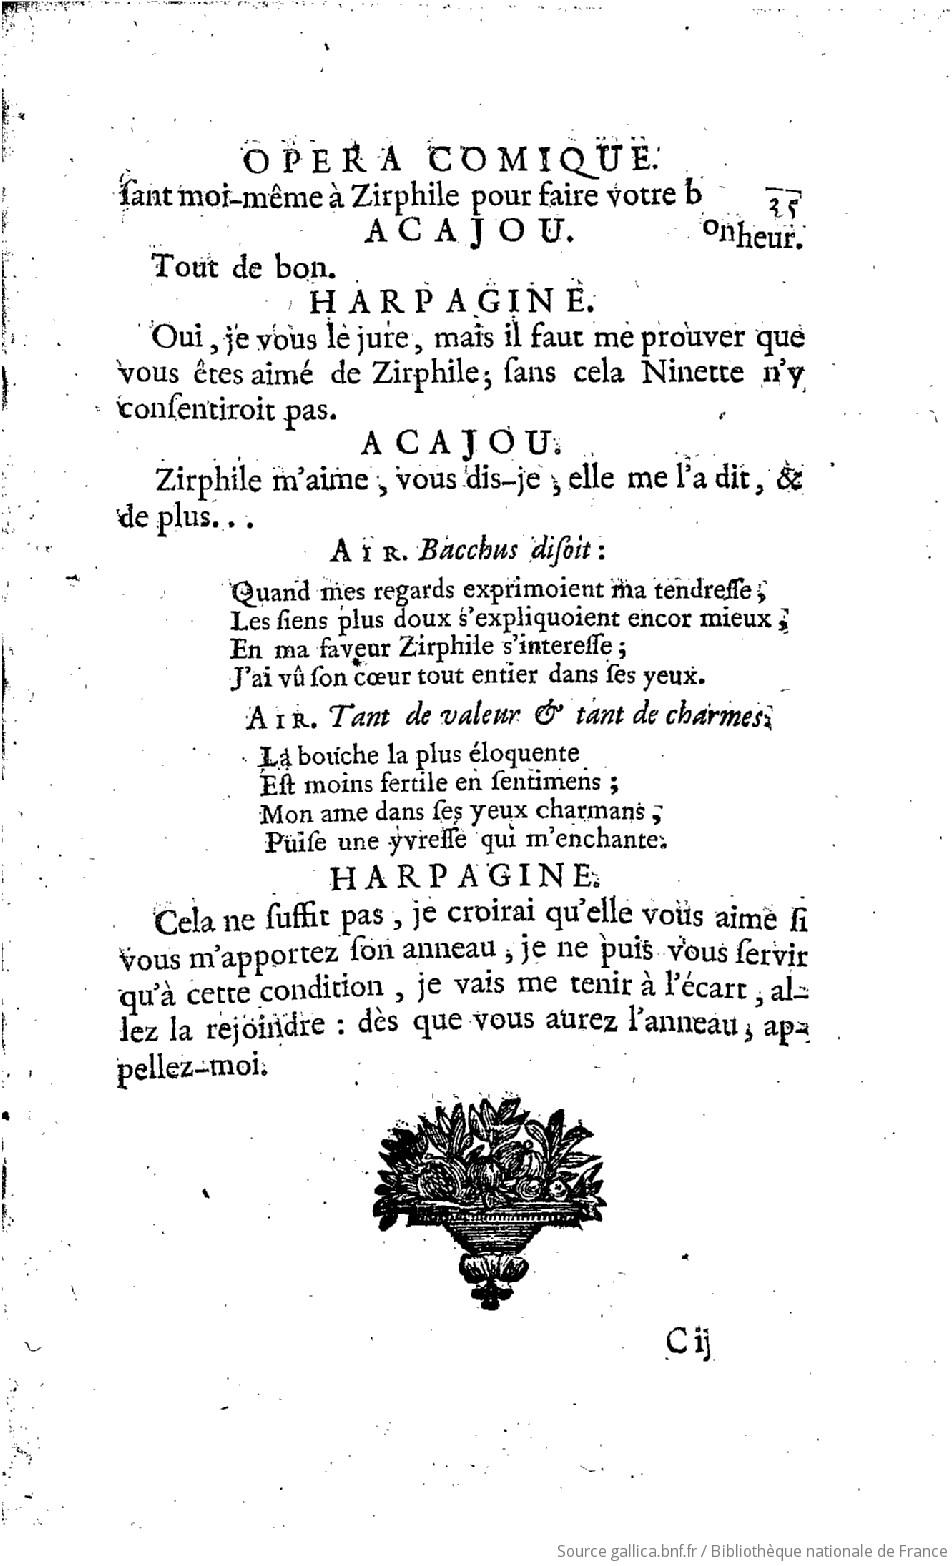 OPERA COMIQUE.
35
ſant moi-même à Zirphile pour faire votre bonheur.
ACAJOU.
Tout de bon.
HARPAGINE.
Oui, je vous le jure, mais il faut me prouver que
vous êtes aimé de Zirphile; ſans cela Ninette n'y
conſentiroit pas.
ACAJOU.
Zirphile m'aime, vous dis-je, elle me l'a dit, &
de plus...
AIR. Bacchus diſoit :
Quand mes regards exprimoient ma tendreſſe;
Les ſiens plus doux s'expliquoient encor mieux;
En ma faveur Zirphile s'intereſſe;
J'ai vû ſon cœur tout entier dans ſes yeux.
AIR. Tant de valeur & tant de charmes;
La bouche la plus éloquente
Eſt moins fertile en ſentimens;
Mon ame dans ſes yeux charmans,
Puiſe une yvreſſe qui m'enchante.
HARPAGINE.
Cela ne ſuffit pas, je croirai qu'elle vous aime ſi
vous m'apportez ſon anneau, je ne puis vous ſervir
qu'à cette condition, je vais me tenir à l'écart, al-
lez la rejoindre : dès que vous aurez l'anneau, ap-
pellez-moi.
C ij
Source gallica.bnf.fr / Bibliothèque nationale de France